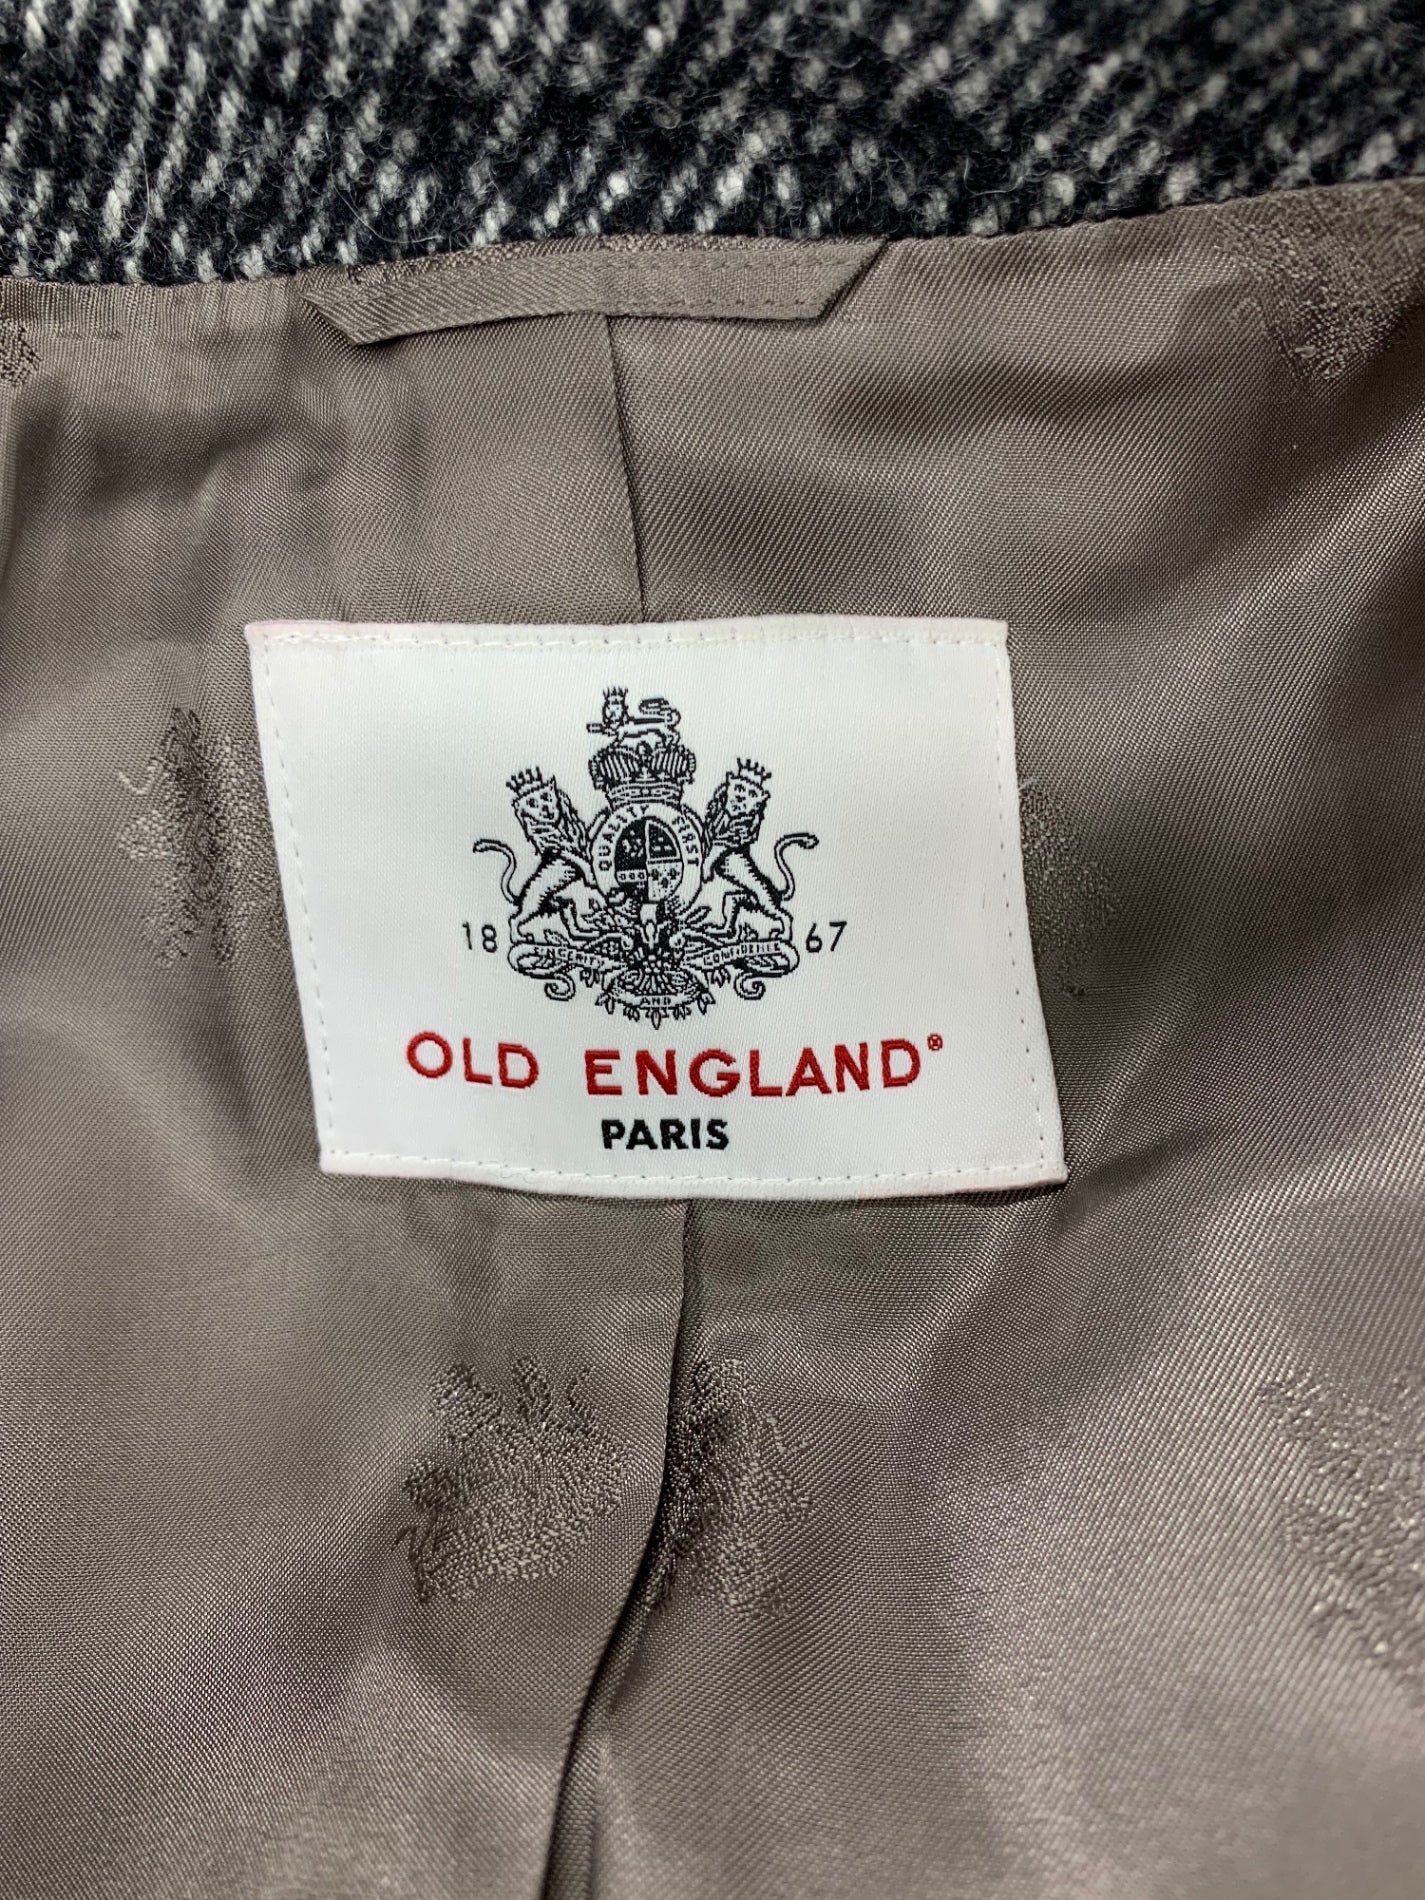 QUALITY FIRST
18 67
SINCERITY CONFIDENCE
AND
OLD ENGLAND®
PARIS